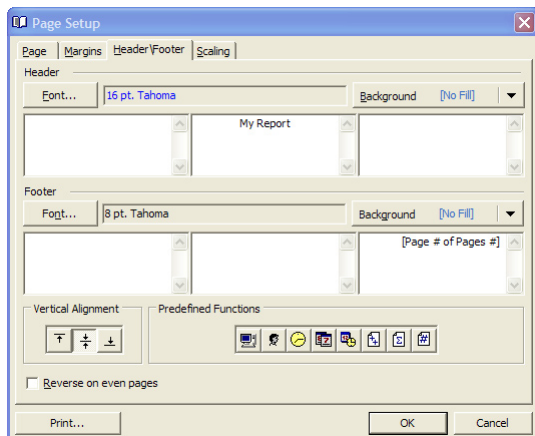 Page Setup
Page Margins Header\Footer Scaling
Header
Font... 16 pt. Tahoma Background [No Fill]
My Report
Footer
Font... 8 pt. Tahoma Background [No Fill]
[Page # of Pages #]
Vertical Alignment Predefined Functions
Reverse on even pages
Print... OK Cancel